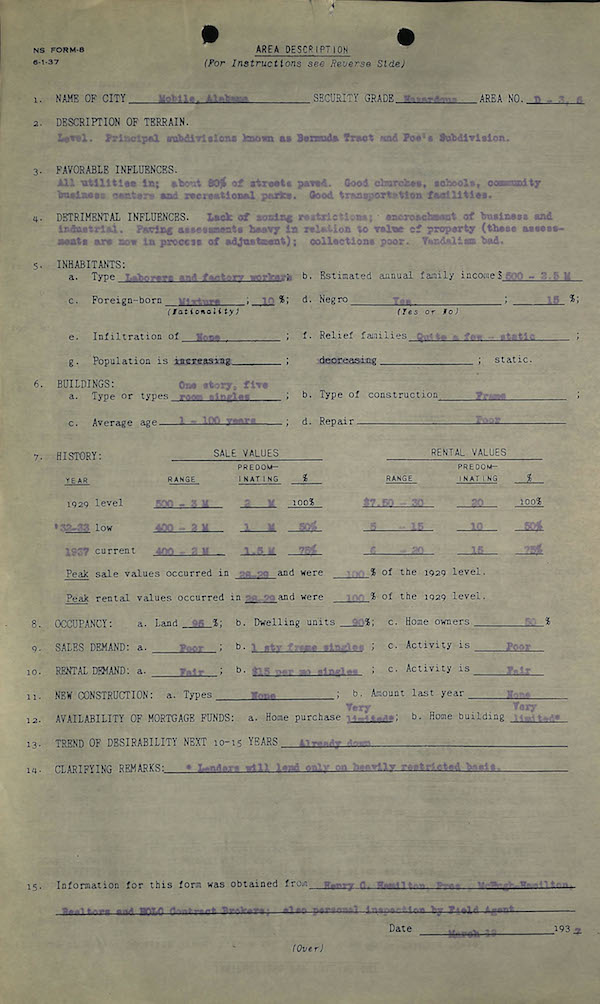 NS FORM-8
6-1-37
AREA DESCRIPTION
(For Instructions see Reverse Side)
1. NAME OF CITY Mobile, Alabama SECURITY GRADE Hazardous AREA NO. D - 3, 6
2. DESCRIPTION OF TERRAIN.
Level. Principal subdivisions known as Bermuda Tract and Poe's Subdivision.
3. FAVORABLE INFLUENCES.
All utilities in; about 80% of streets paved. Good churches, schools, community
business centers and recreational parks. Good transportation facilities.
4. DETRIMENTAL INFLUENCES. Lack of zoning restrictions; encroachment of business and
industrial. Paving assessments heavy in relation to value of property (these assess-
ments are now in process of adjustment); collections poor. Vandalism bad.
5. INHABITANTS:
a. Type Laborers and factory workers b. Estimated annual family income $ 500 - 2.5 M
c. Foreign-born Mixture ; 10 %; d. Negro Yes ; 15 %;
(Nationality) (Yes or No)
e. Infiltration of None ; f. Relief families Quite a few - static ;
g. Population is increasing ; decreasing ; static.
6. BUILDINGS: One story, five
a. Type or types room singles ; b. Type of construction Frame ;
c. Average age 1 - 100 years ; d. Repair Poor
7. HISTORY: SALE VALUES RENTAL VALUES
PREDOM- PREDOM-
YEAR RANGE INATING % RANGE INATING %
1929 level 500 - 3 M 2 M 100% $7.50 - 30 20 100%
'32-33 low 400 - 2 M 1 M 50% 5 - 15 10 50%
1937 current 400 - 2 M 1.5 M 75% 6 - 20 15 75%
Peak sale values occurred in 28-29 and were 100 % of the 1929 level.
Peak rental values occurred in 28-29 and were 100 % of the 1929 level.
8. OCCUPANCY: a. Land 95 %; b. Dwelling units 90%; c. Home owners 50 %
9. SALES DEMAND: a. Poor ; b. 1 sty frame singles ; c. Activity is Poor
10. RENTAL DEMAND: a. Fair ; b. $15 per mo singles ; c. Activity is Fair
11. NEW CONSTRUCTION: a. Types None ; b. Amount last year None
Very Very
12. AVAILABILITY OF MORTGAGE FUNDS: a. Home purchase limited*; b. Home building limited*
13. TREND OF DESIRABILITY NEXT 10-15 YEARS Already down
14. CLARIFYING REMARKS: * Lenders will lend only on heavily restricted basis.
15. Information for this form was obtained from Henry C. Hamilton, Pres., McHugh-Hamilton,
Realtors and HOLC Contract Brokers; also personal inspection by Field Agent
Date March 193
(Over)